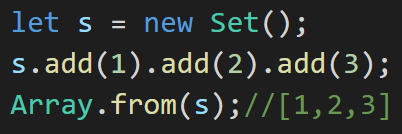 let s = new Set();
s.add(1).add(2).add(3);
Array.from(s);//[1,2,3]